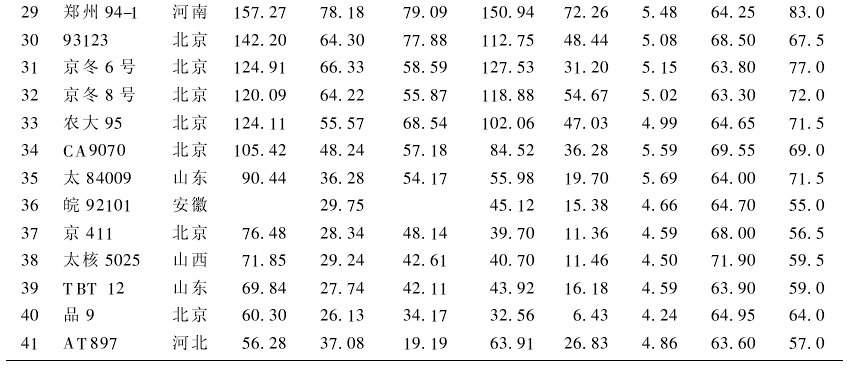 29 郑州 94-1 河南 157.27 78.18 79.09 150.94 72.26 5.48 64.25 83.0
30 93123 北京 142.20 64.30 77.88 112.75 48.44 5.08 68.50 67.5
31 京冬 6 号 北京 124.91 66.33 58.59 127.53 31.20 5.15 63.80 77.0
32 京冬 8 号 北京 120.09 64.22 55.87 118.88 54.67 5.02 63.30 72.0
33 农大 95 北京 124.11 55.57 68.54 102.06 47.03 4.99 64.65 71.5
34 CA9070 北京 105.42 48.24 57.18 84.52 36.28 5.59 69.55 69.0
35 太 84009 山东 90.44 36.28 54.17 55.98 19.70 5.69 64.00 71.5
36 皖 92101 安徽 29.75 45.12 15.38 4.66 64.70 55.0
37 京 411 北京 76.48 28.34 48.14 39.70 11.36 4.59 68.00 56.5
38 太核 5025 山西 71.85 29.24 42.61 40.70 11.46 4.50 71.90 59.5
39 TBT 12 山东 69.84 27.74 42.11 43.92 16.18 4.59 63.90 59.0
40 品 9 北京 60.30 26.13 34.17 32.56 6.43 4.24 64.95 64.0
41 AT897 河北 56.28 37.08 19.19 63.91 26.83 4.86 63.60 57.0